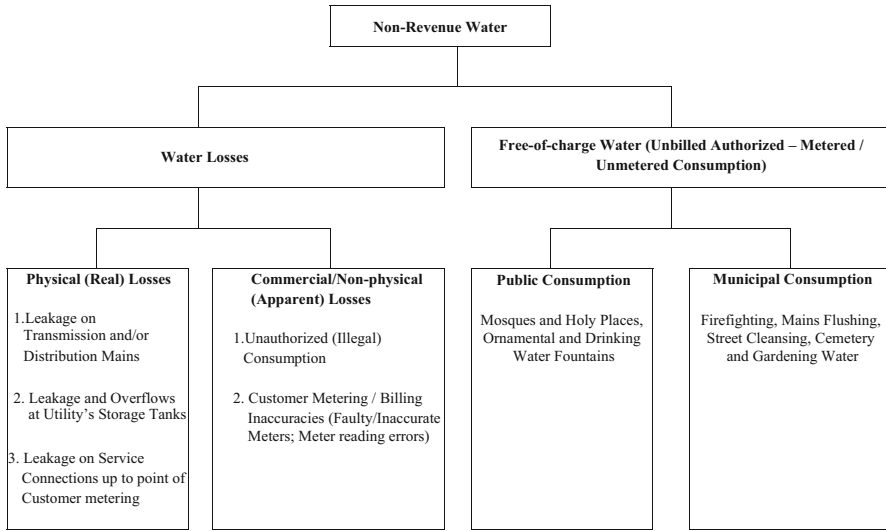 Non-Revenue Water
Water Losses
Free-of-charge Water (Unbilled Authorized – Metered /
Unmetered Consumption)
Physical (Real) Losses
1.Leakage on
Transmission and/or
Distribution Mains
2. Leakage and Overflows
at Utility’s Storage Tanks
3. Leakage on Service
Connections up to point of
Customer metering
Commercial/Non-physical
(Apparent) Losses
1.Unauthorized (Illegal)
Consumption
2. Customer Metering / Billing
Inaccuracies (Faulty/Inaccurate
Meters; Meter reading errors)
Public Consumption
Mosques and Holy Places,
Ornamental and Drinking
Water Fountains
Municipal Consumption
Firefighting, Mains Flushing,
Street Cleansing, Cemetery
and Gardening Water